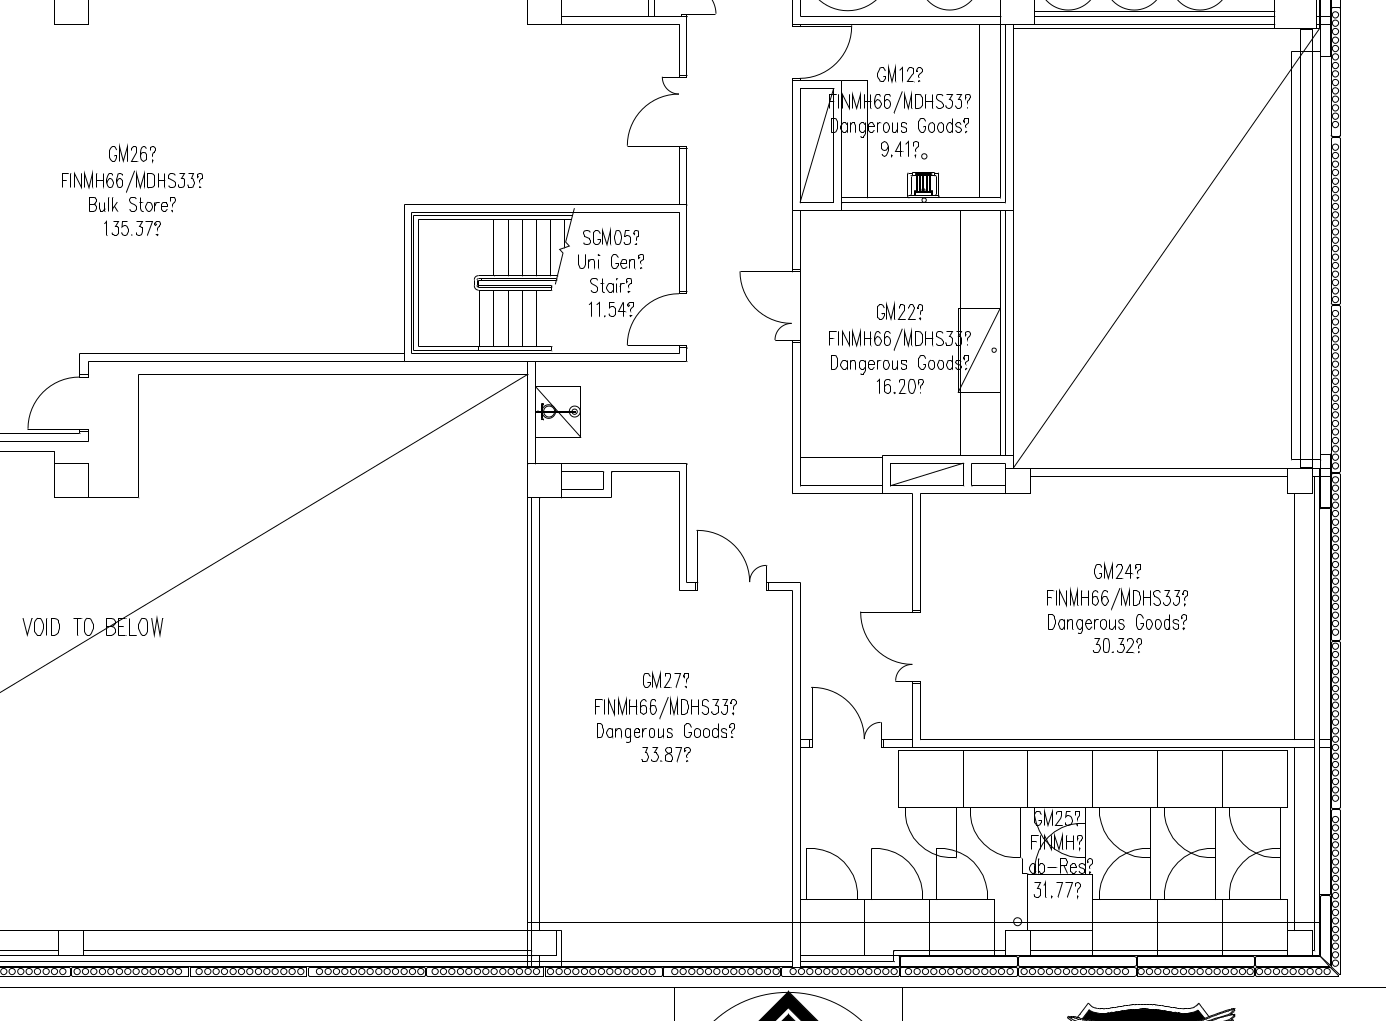 GM12?
FINMH66/MDHS33?
Dangerous Goods?
9.41?
GM26?
FINMH66/MDHS33?
Bulk Store?
135.37?
SGM05?
Uni Gen?
Stair?
11.54?
GM22?
FINMH66/MDHS33?
Dangerous Goods?
16.20?
GM24?
FINMH66/MDHS33?
Dangerous Goods?
30.32?
VOID TO BELOW
GM27?
FINMH66/MDHS33?
Dangerous Goods?
33.87?
GM25?
FINMH?
Lab-Res?
31.77?